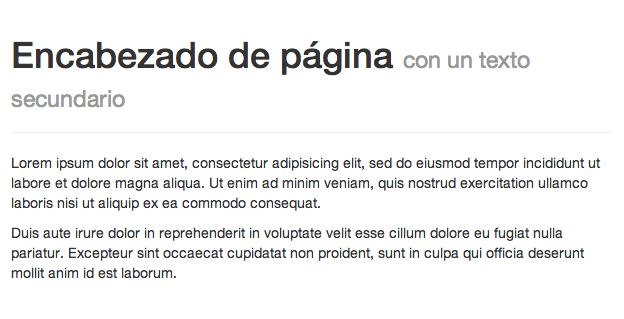 Encabezado de página con un texto
secundario
Lorem ipsum dolor sit amet, consectetur adipisicing elit, sed do eiusmod tempor incididunt ut
labore et dolore magna aliqua. Ut enim ad minim veniam, quis nostrud exercitation ullamco
laboris nisi ut aliquip ex ea commodo consequat.
Duis aute irure dolor in reprehenderit in voluptate velit esse cillum dolore eu fugiat nulla
pariatur. Excepteur sint occaecat cupidatat non proident, sunt in culpa qui officia deserunt
mollit anim id est laborum.